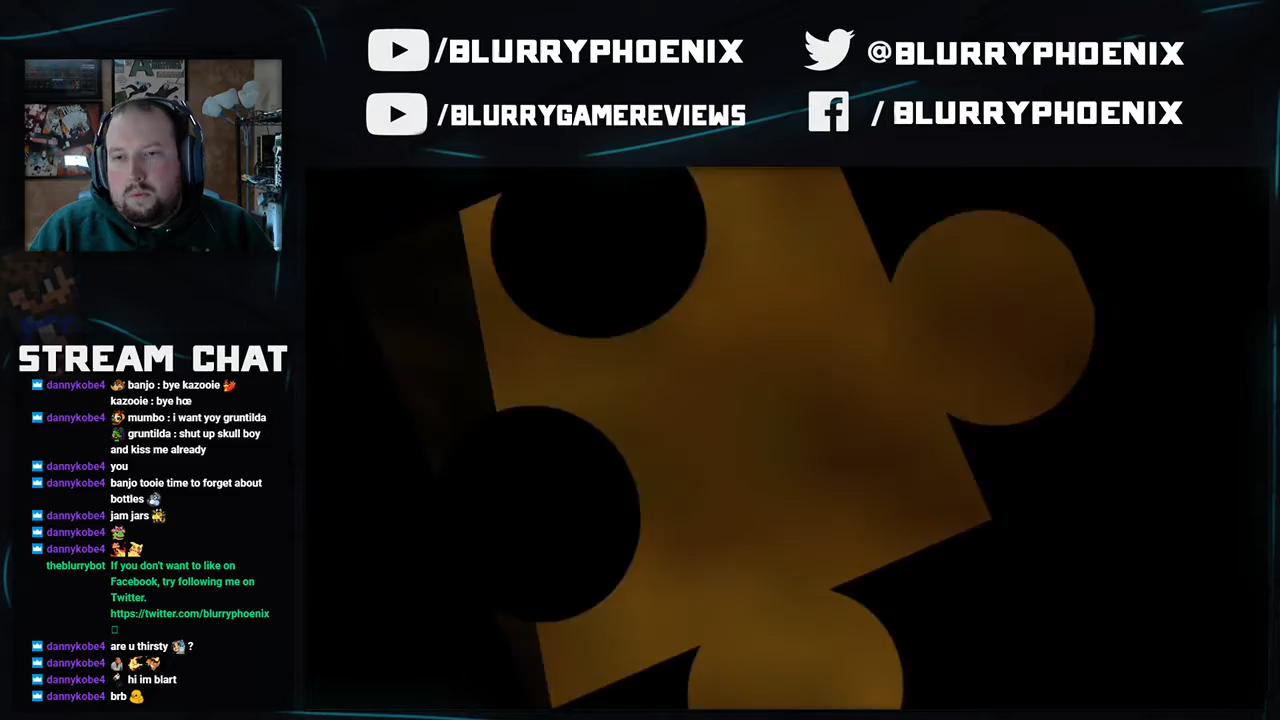 /BLURRYPHOENIX
@BLURRYPHOENIX
/BLURRYGAMEREVIEWS
/ BLURRYPHOENIX
STREAM CHAT
dannykobe4 banjo : bye kazooie
kazooie : bye hœ
dannykobe4 mumbo : i want yoy gruntilda
gruntilda : shut up skull boy
and kiss me already
dannykobe4 you
dannykobe4 banjo tooie time to forget about
bottles
dannykobe4 jam jars
dannykobe4
dannykobe4
theblurrybot If you don't want to like on
Facebook, try following me on
Twitter.
https://twitter.com/blurryphoenix
dannykobe4 are u thirsty ?
dannykobe4
dannykobe4 hi im blart
dannykobe4 brb